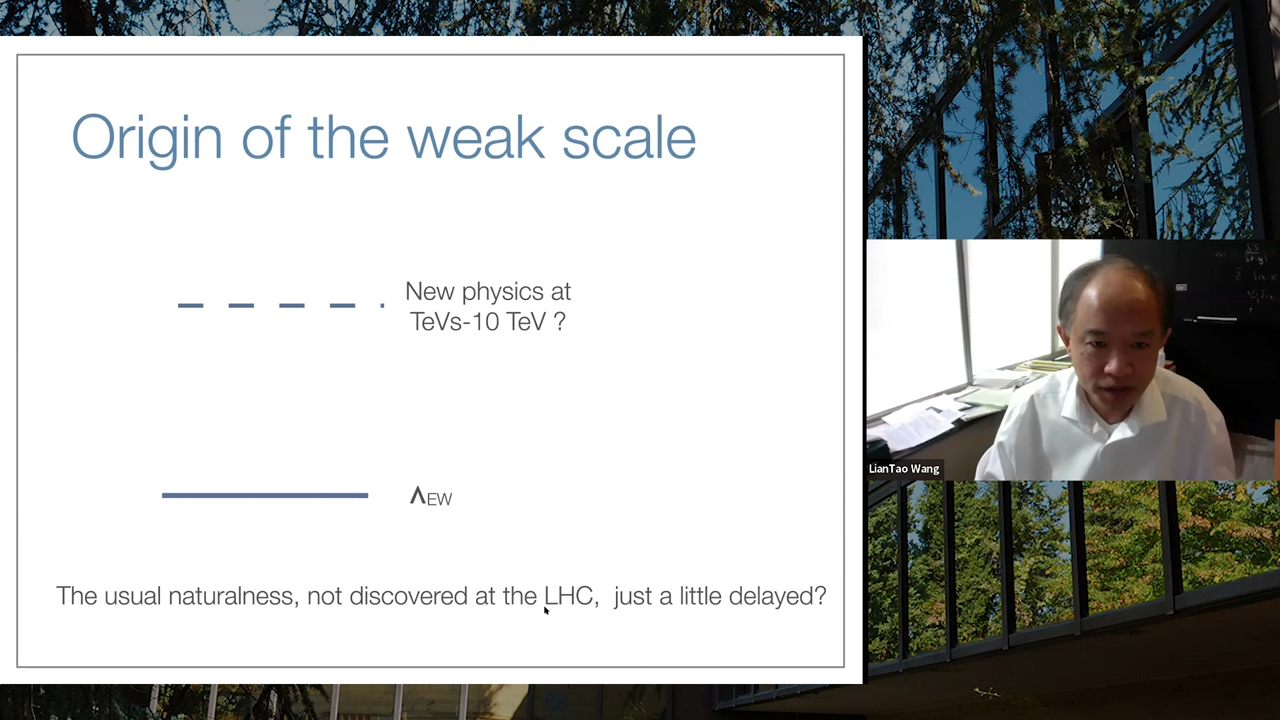 Origin of the weak scale
New physics at
TeVs-10 TeV ?
ΛEW
The usual naturalness, not discovered at the LHC, just a little delayed?
LianTao Wang